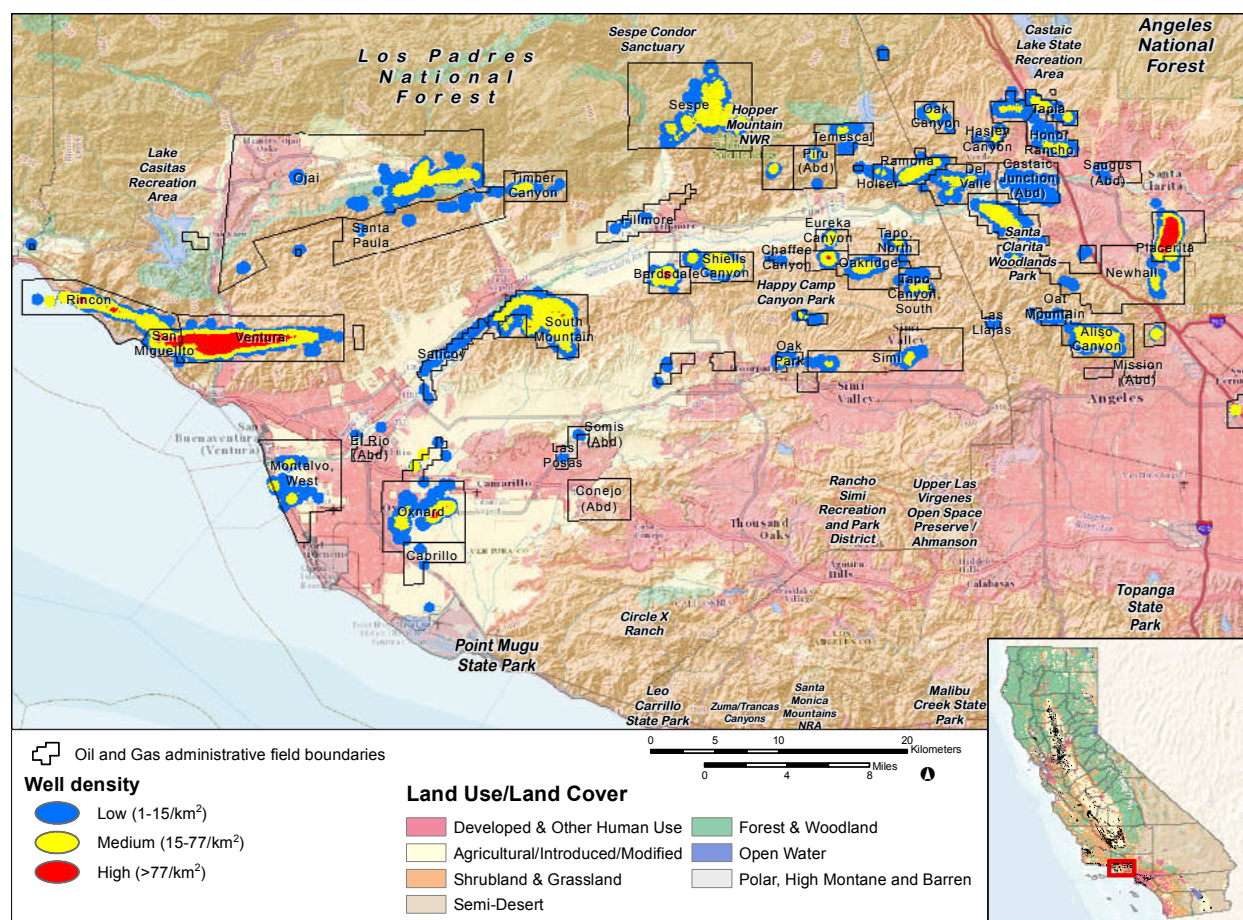 Los Padres
National
Forest
Sespe Condor
Sanctuary
Castaic
Lake State
Recreation
Area
Angeles
National
Forest
Lake
Casitas
Recreation
Area
Sespe
Hopper
Mountain
NWR
Temescal
Oak
Canyon
Tapia
Hasley
Canyon
Honor
Rancho
Piru
(Abd)
Ramona
Holser
Del
Valle
Castaic
Junction
(Abd)
Saugus
(Abd)
Santa
Clarita
Ojai
Timber
Canyon
Santa
Paula
Fillmore
Eureka
Canyon
Tapo
North
Chaffee
Canyon
Shiells
Canyon
Bardsdale
Oakridge
Tapo
Canyon,
South
Happy Camp
Canyon Park
Santa
Clarita
Woodlands
Park
Placerita
Newhall
Oat
Mountain
Las
Llajas
Aliso
Canyon
Mission
(Abd)
Rincon
San
Miguelito
Ventura
Saticoy
South
Mountain
Oak
Park
Simi
Simi
Valley
Angeles
San
Buenaventura
(Ventura)
El Rio
(Abd)
Somis
(Abd)
Las
Posas
Montalvo,
West
Camarillo
Conejo
(Abd)
Oxnard
Cabrillo
Thousand
Oaks
Rancho
Simi
Recreation
and Park
District
Upper Las
Virgenes
Open Space
Preserve /
Ahmanson
Agoura
Hills
Calabasas
Circle X
Ranch
Topanga
State
Park
Point Mugu
State Park
Leo
Carrillo
State Park
Zuma/Trancas
Canyons
Santa
Monica
Mountains
NRA
Malibu
Creek State
Park
Oil and Gas administrative field boundaries
Well density
Low (1-15/km²)
Medium (15-77/km²)
High (>77/km²)
0 5 10 20
Kilometers
0 4 8
Miles
Land Use/Land Cover
Developed & Other Human Use
Agricultural/Introduced/Modified
Shrubland & Grassland
Semi-Desert
Forest & Woodland
Open Water
Polar, High Montane and Barren